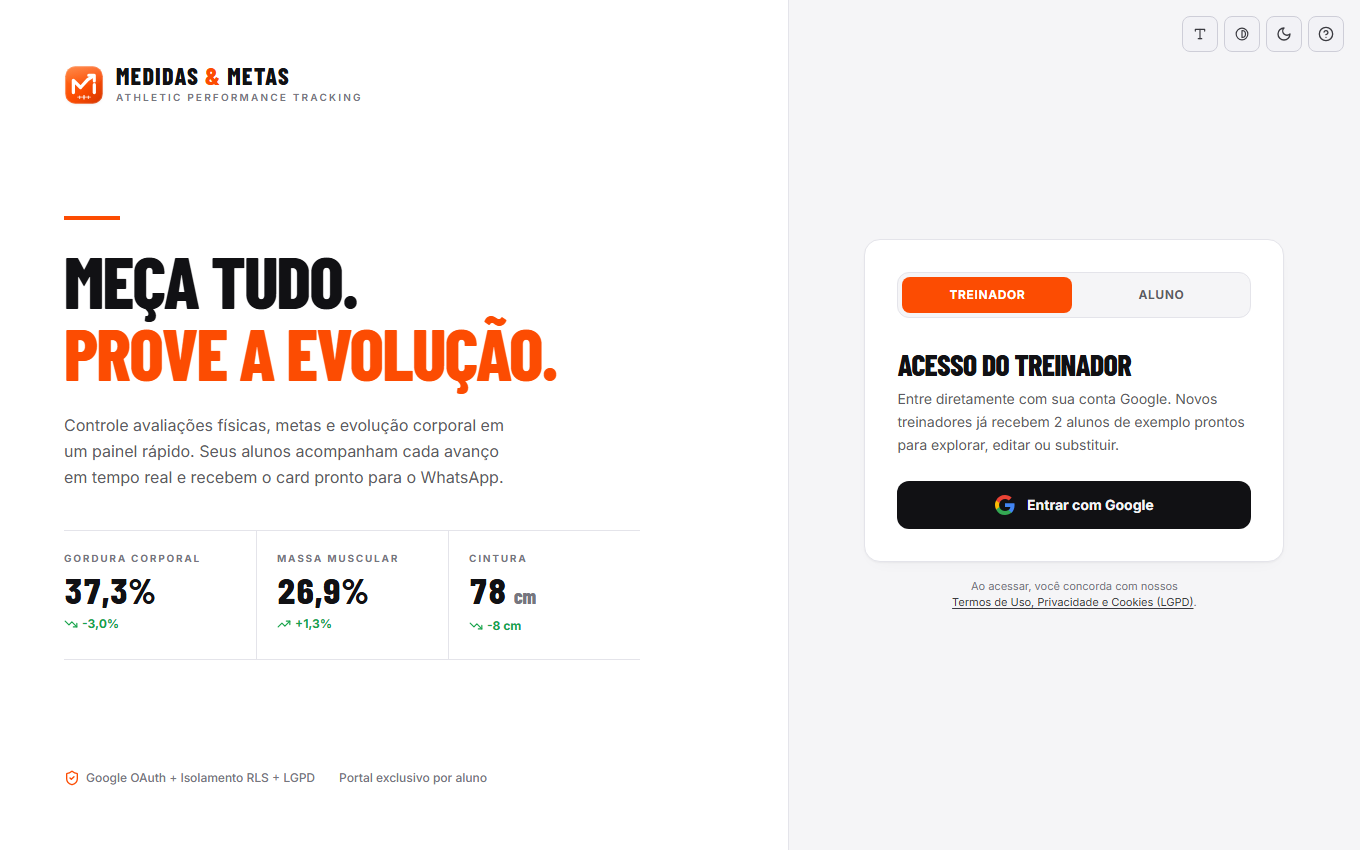 MEDIDAS & METAS
ATHLETIC PERFORMANCE TRACKING
MEÇA TUDO.
PROVE A EVOLUÇÃO.
Controle avaliações físicas, metas e evolução corporal em
um painel rápido. Seus alunos acompanham cada avanço
em tempo real e recebem o card pronto para o WhatsApp.
GORDURA CORPORAL
37,3%
-3,0%
MASSA MUSCULAR
26,9%
+1,3%
CINTURA
78 cm
-8 cm
Google OAuth + Isolamento RLS + LGPD
Portal exclusivo por aluno
TREINADOR
ALUNO
ACESSO DO TREINADOR
Entre diretamente com sua conta Google. Novos
treinadores já recebem 2 alunos de exemplo prontos
para explorar, editar ou substituir.
Entrar com Google
Ao acessar, você concorda com nossos
Termos de Uso, Privacidade e Cookies (LGPD).